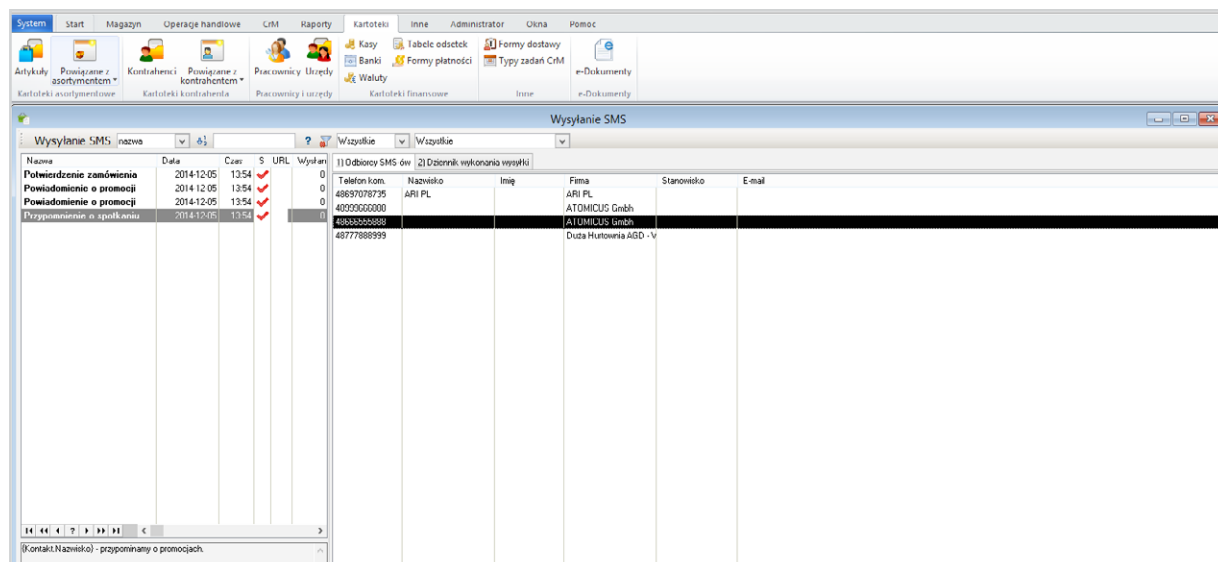 System Start Magazyn Operacje handlowe CrM Raporty Kartoteki Inne Administrator Okna Pomoc
Kasy Tabele odsetek Formy dostawy
Banki Formy płatności Typy zadań CrM
Waluty
Artykuły Powiązane z asortymentem Kontrahenci Powiązane z kontrahentem Pracownicy Urzędy e-Dokumenty
Kartoteki asortymentowe Kartoteki kontrahenta Pracownicy i urzędy Kartoteki finansowe Inne e-Dokumenty
Wysyłanie SMS
Wysyłanie SMS nazwa ? Wszystkie Wszystkie
1) Odbiorcy SMS ów 2) Dziennik wykonania wysyłki
Nazwa Data Czas S URL Wysłan
Potwierdzenie zamówienia 2014-12-05 13:54 0
Powiadomienie o promocji 2014-12-05 13:54 0
Powiadomienie o promocji 2014-12-05 13:54 0
Przypomnienie o spotkaniu 2014-12-05 13:54 0
Telefon kom. Nazwisko Imię Firma Stanowisko E-mail
48697078735 ARI PL ARI PL
ATOMICUS Gmbh
48666555888 ATOMICUS Gmbh
48777888999 Duża Hurtownia AGD - V
?
(Kontakt.Nazwisko) - przypominamy o promocjach.